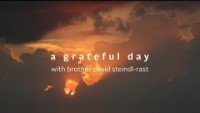 a grateful day
with brother david steindl-rast